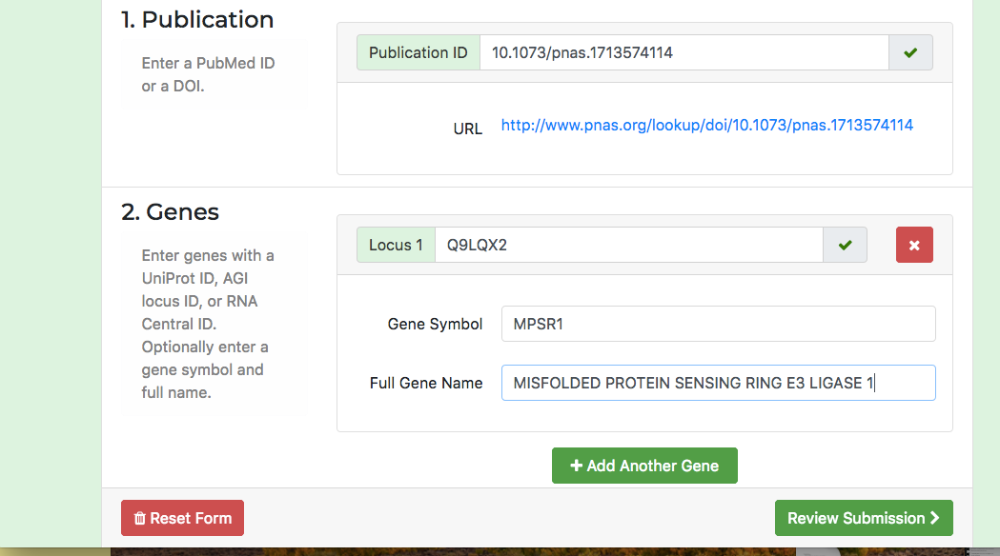 1. Publication
Enter a PubMed ID
or a DOI.
Publication ID 10.1073/pnas.1713574114
URL http://www.pnas.org/lookup/doi/10.1073/pnas.1713574114
2. Genes
Enter genes with a
UniProt ID, AGI
locus ID, or RNA
Central ID.
Optionally enter a
gene symbol and
full name.
Locus 1 Q9LQX2
Gene Symbol MPSR1
Full Gene Name MISFOLDED PROTEIN SENSING RING E3 LIGASE 1
Add Another Gene
Reset Form
Review Submission